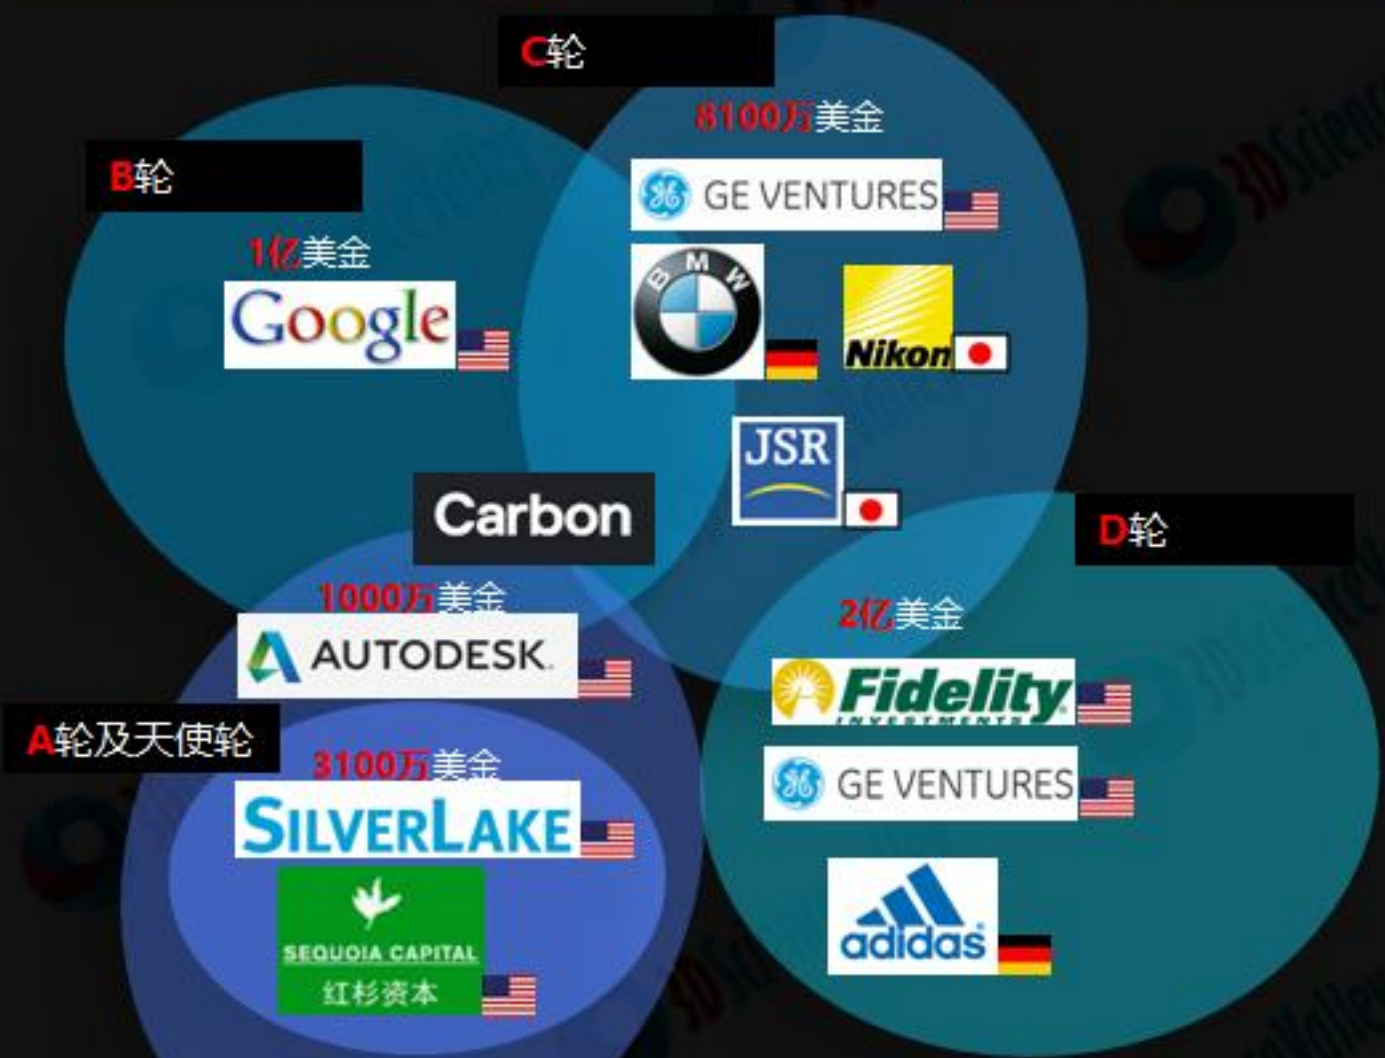 C轮
8100万美金
GE VENTURES
BMW
Nikon
JSR
B轮
1亿美金
Google
Carbon
1000万美金
AUTODESK
A轮及天使轮
3100万美金
SILVERLAKE
SEQUOIA CAPITAL
红杉资本
D轮
2亿美金
Fidelity
INVESTMENTS
GE VENTURES
adidas
3DScienc